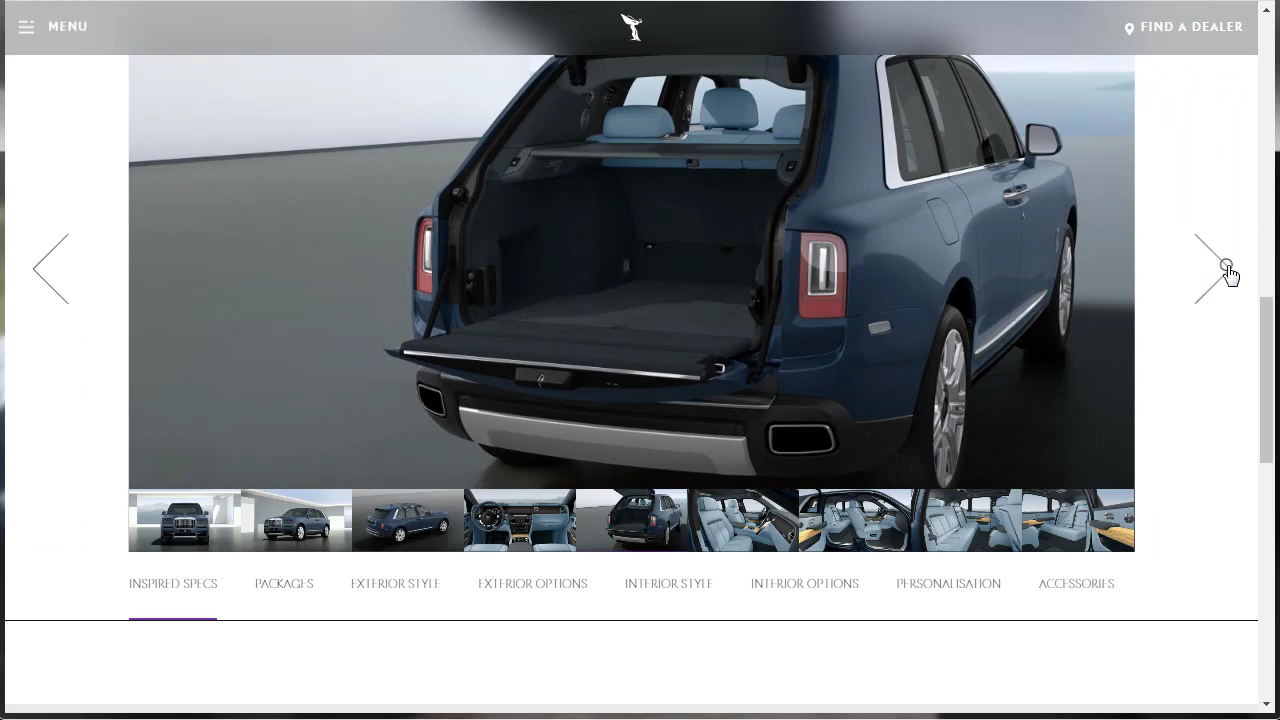 MENU
FIND A DEALER
INSPIRED SPECS
PACKAGES
EXTERIOR STYLE
EXTERIOR OPTIONS
INTERIOR STYLE
INTERIOR OPTIONS
PERSONALISATION
ACCESSORIES